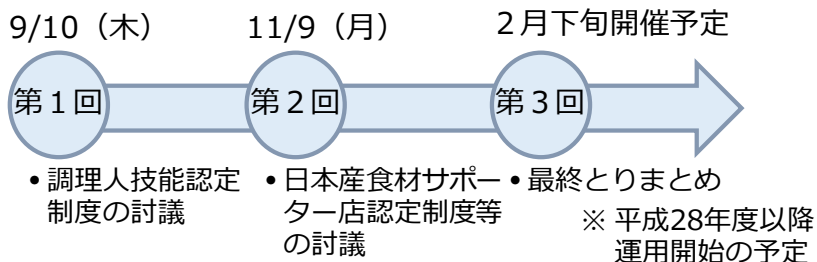 9/10（木）
11/9（月）
２月下旬開催予定
第１回
第２回
第３回
• 調理人技能認定
制度の討議
• 日本産食材サポー
ター店認定制度等
の討議
• 最終とりまとめ
※ 平成28年度以降
運用開始の予定